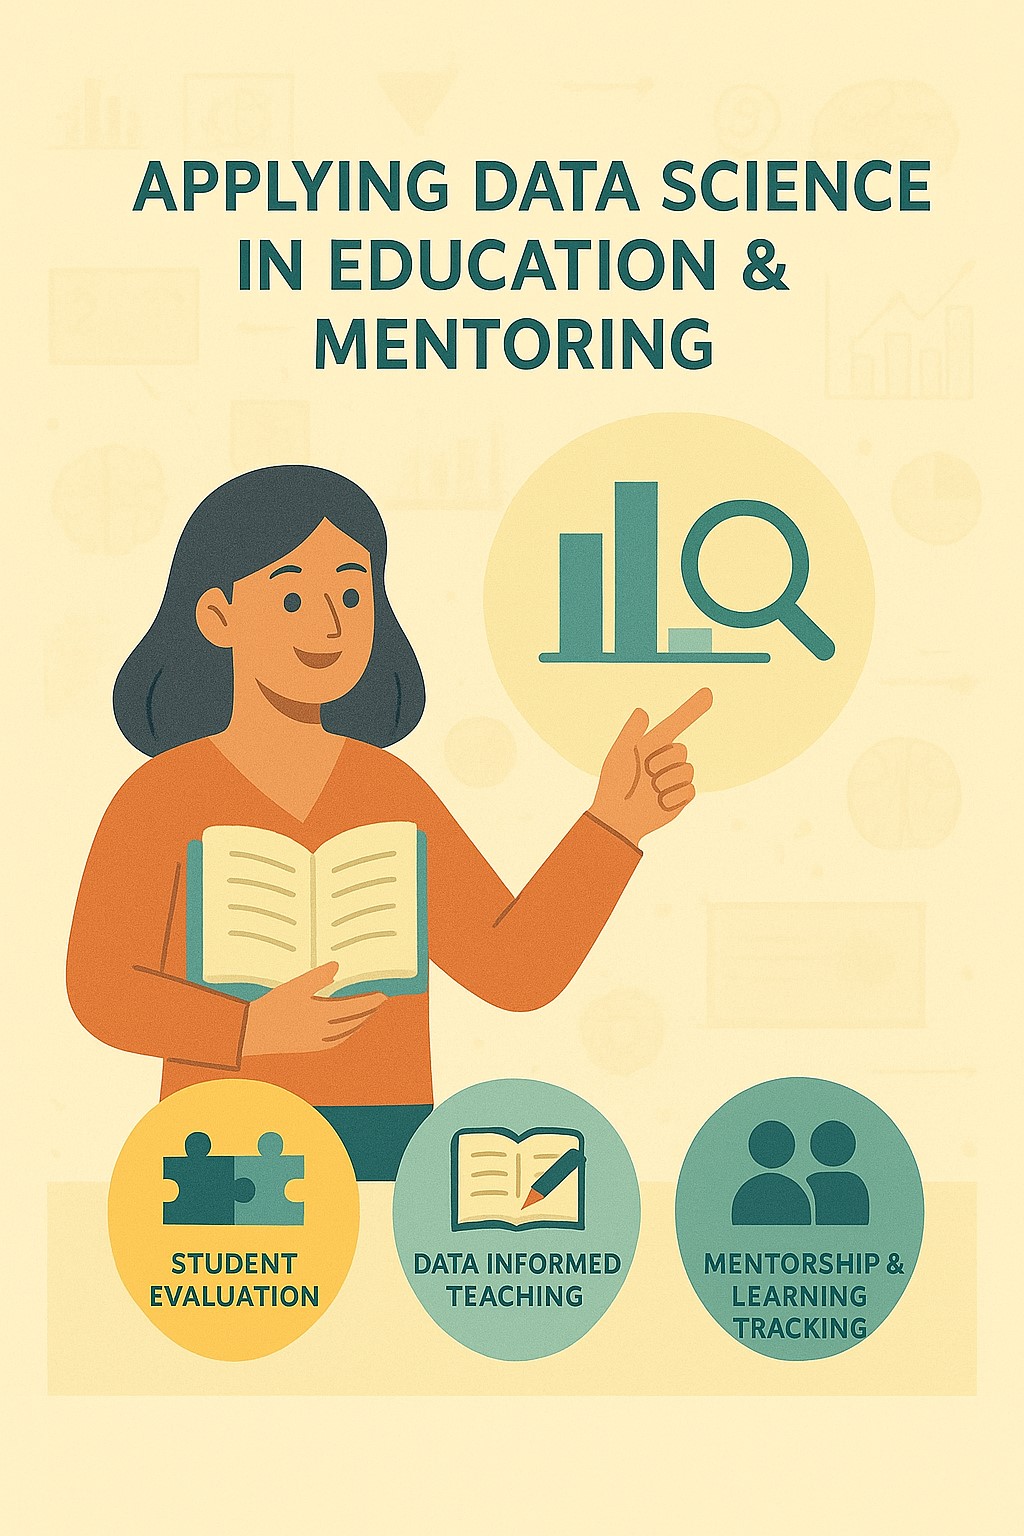 APPLYING DATA SCIENCE
IN EDUCATION &
MENTORING
STUDENT
EVALUATION
DATA INFORMED
TEACHING
MENTORSHIP &
LEARNING
TRACKING